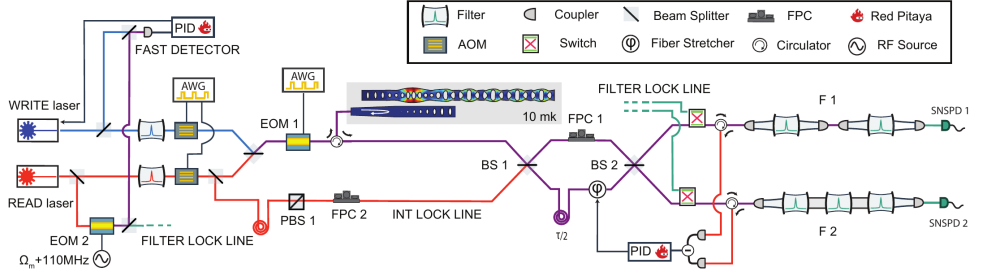 Filter
Coupler
Beam Splitter
FPC
Red Pitaya
AOM
Switch
Fiber Stretcher
Circulator
RF Source
PID
FAST DETECTOR
AWG
AWG
WRITE laser
EOM 1
10 mk
FILTER LOCK LINE
F 1
SNSPD 1
FPC 1
BS 1
BS 2
READ laser
PBS 1
FPC 2
INT LOCK LINE
τ/2
φ
EOM 2
FILTER LOCK LINE
Ωm+110MHz
PID
F 2
SNSPD 2